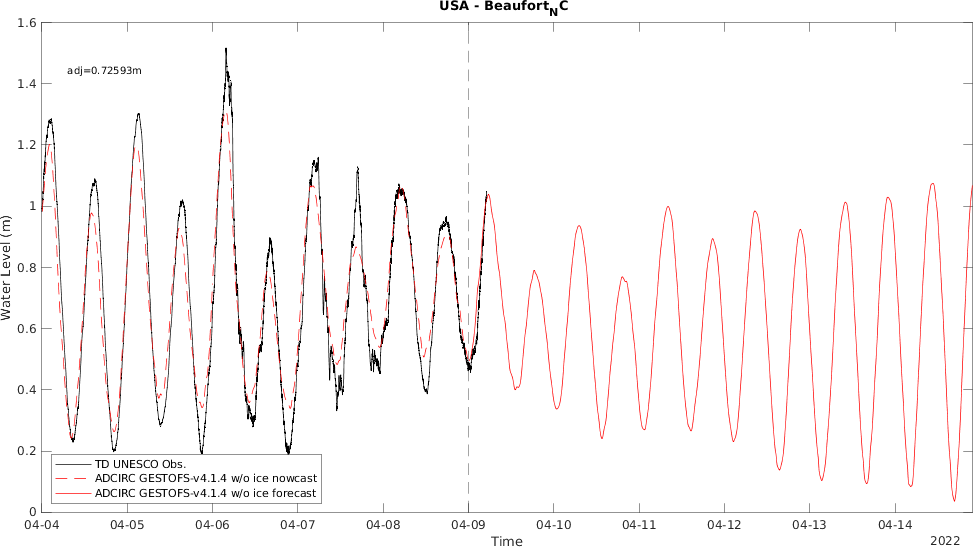 USA - Beaufort_NC
1.6
1.4
1.2
1
0.8
0.6
0.4
0.2
0
Water Level (m)
adj=0.72593m
TD UNESCO Obs.
ADCIRC GESTOFS-v4.1.4 w/o ice nowcast
ADCIRC GESTOFS-v4.1.4 w/o ice forecast
04-04 04-05 04-06 04-07 04-08 04-09 04-10 04-11 04-12 04-13 04-14
Time
2022